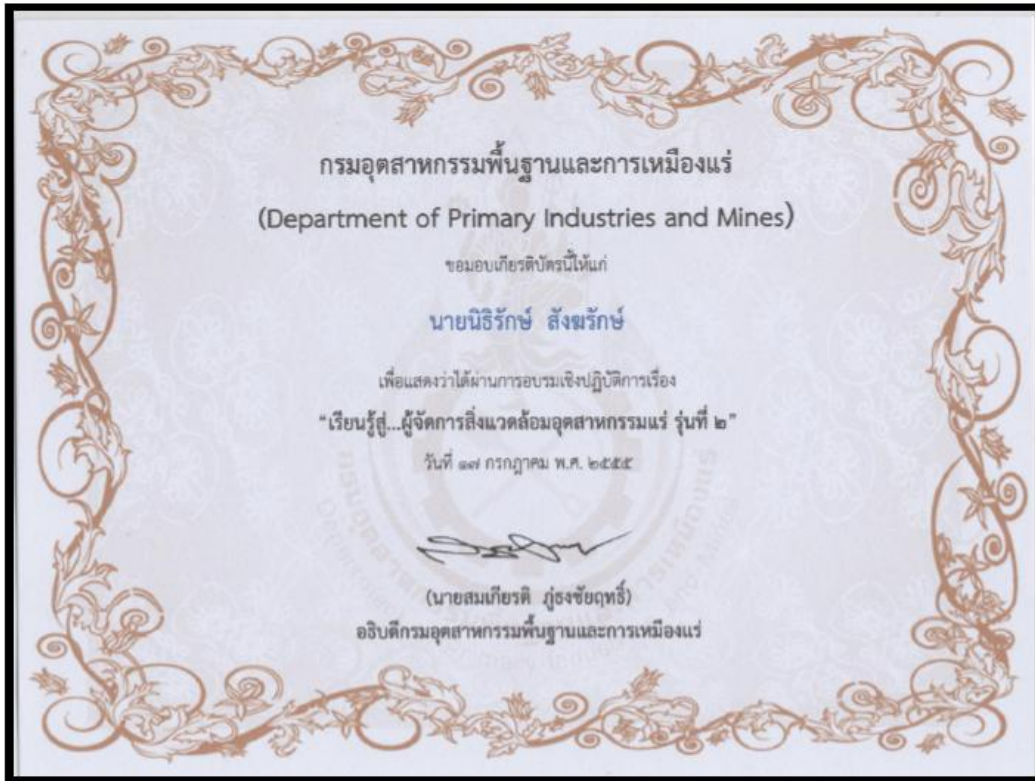 กรมอุตสาหกรรมพื้นฐานและการเหมืองแร่
(Department of Primary Industries and Mines)
ขอมอบเกียรติบัตรนี้ให้แก่
นายนิธิรักษ์ สังฆรักษ์
เพื่อแสดงว่าได้ผ่านการอบรมเชิงปฏิบัติการเรื่อง
“เรียนรู้สู่...ผู้จัดการสิ่งแวดล้อมอุตสาหกรรมแร่ รุ่นที่ ๒”
วันที่ ๑๗ กรกฎาคม พ.ศ. ๒๕๕๕
(นายสมเกียรติ ภู่ธงชัยฤทธิ์)
อธิบดีกรมอุตสาหกรรมพื้นฐานและการเหมืองแร่